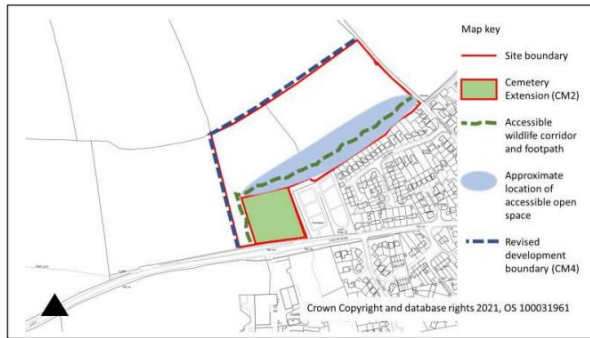 Map key
Site boundary
Cemetery
Extension (CM2)
Accessible
wildlife corridor
and footpath
Approximate
location of
accessible open
space
Revised
development
boundary (CM4)
Crown Copyright and database rights 2021, OS 100031961